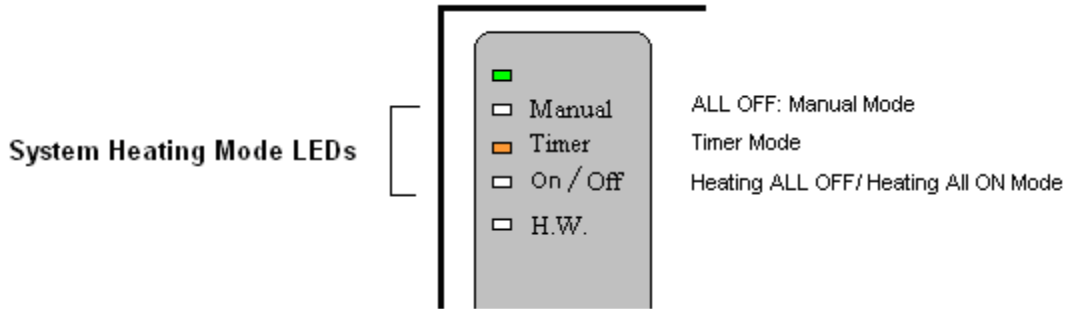 Manual
ALL OFF: Manual Mode
System Heating Mode LEDs
Timer
Timer Mode
On / Off
Heating ALL OFF/ Heating All ON Mode
H.W.